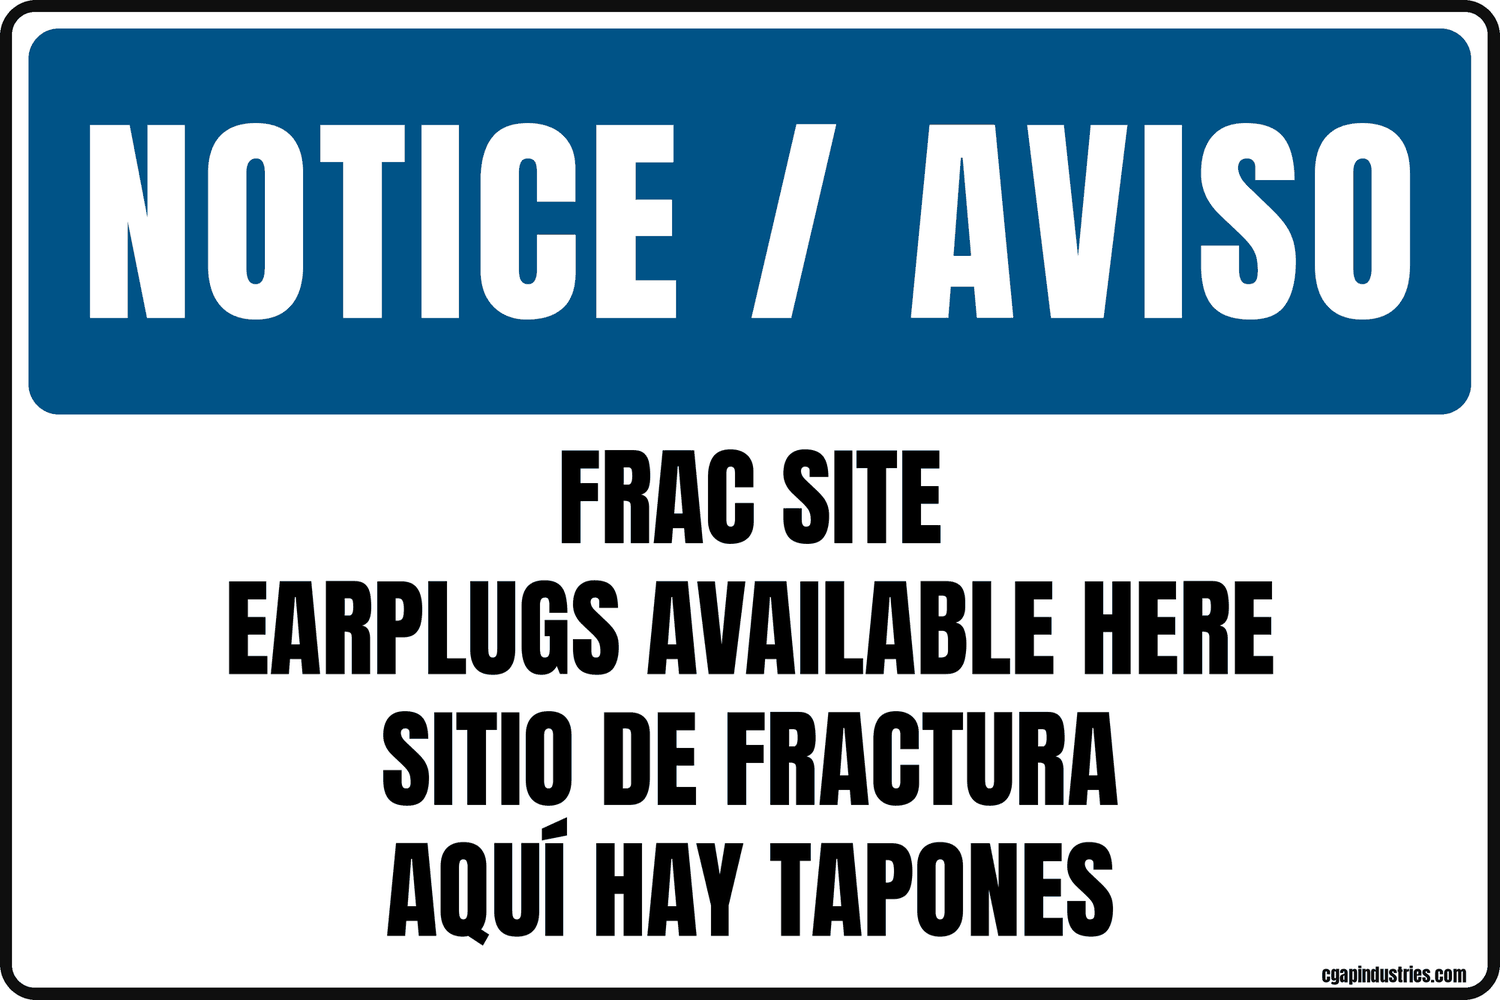 NOTICE / AVISO
FRAC SITE
EARPLUGS AVAILABLE HERE
SITIO DE FRACTURA
AQUÍ HAY TAPONES
cgapindustries.com